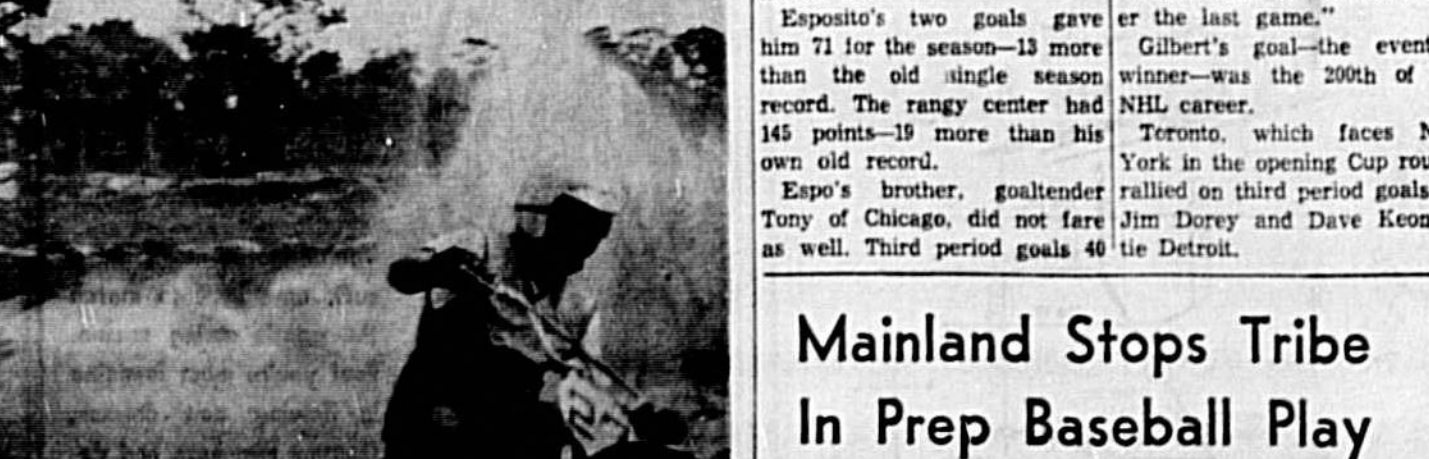 Esposito's two goals gave
him 71 for the season—13 more
than the old single season
record. The rangy center had
145 points—19 more than his
own old record.
Espo's brother, goaltender
Tony of Chicago, did not fare
as well. Third period goals 40
er the last game."
Gilbert's goal—the
winner—was the 200th of
NHL career.
Toronto, which faces
York in the opening Cup
rallied on third period goals
Jim Dorey and Dave
tie Detroit.
Mainland Stops Tribe
In Prep Baseball Play